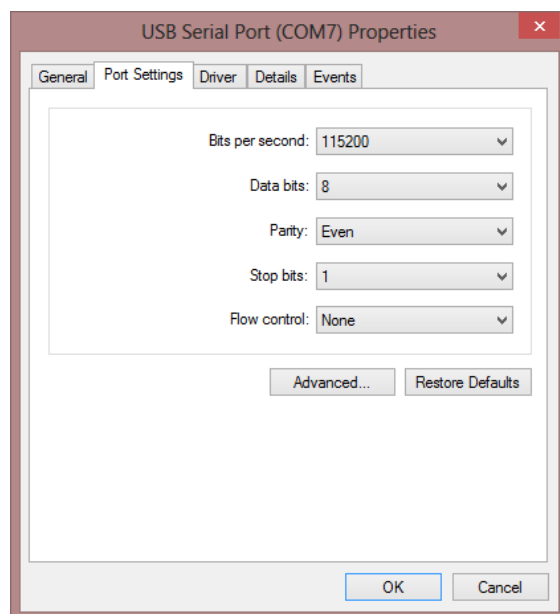 USB Serial Port (COM7) Properties
General Port Settings Driver Details Events
Bits per second: 115200
Data bits: 8
Parity: Even
Stop bits: 1
Flow control: None
Advanced... Restore Defaults
OK Cancel